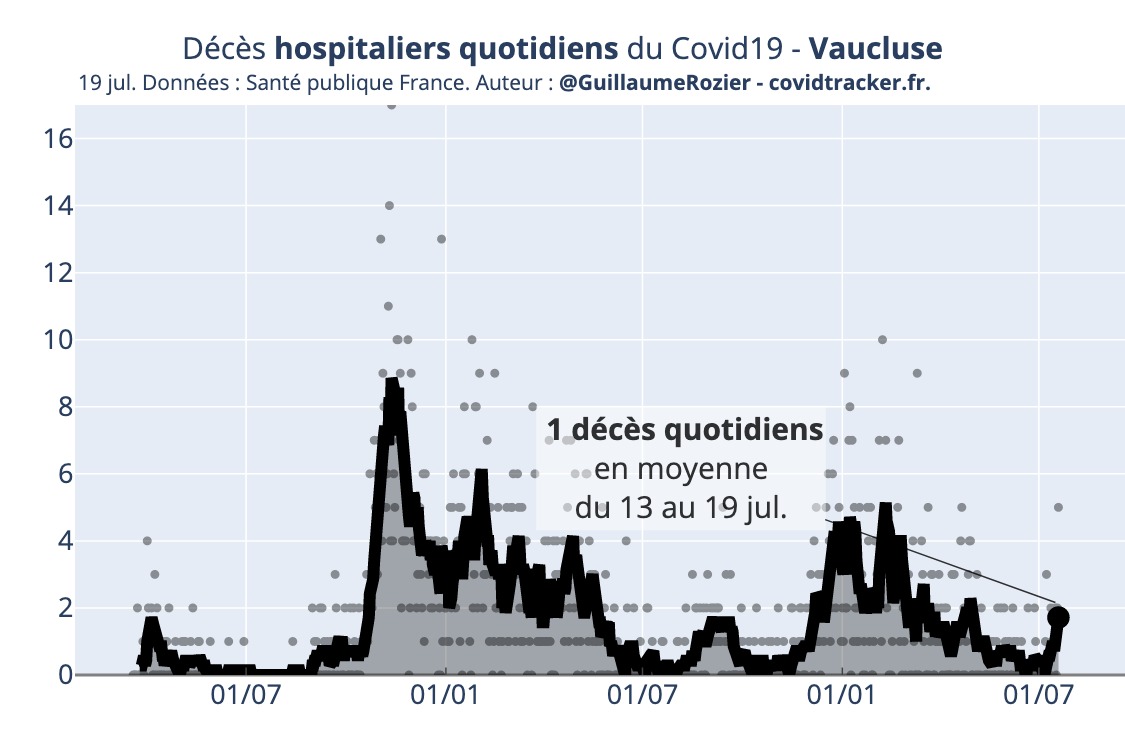 Décès hospitaliers quotidiens du Covid19 - Vaucluse
19 jul. Données : Santé publique France. Auteur : @GuillaumeRozier - covidtracker.fr.
16
14
12
10
8
6
4
2
0
1 décès quotidiens
en moyenne
du 13 au 19 jul.
01/07 01/01 01/07 01/01 01/07